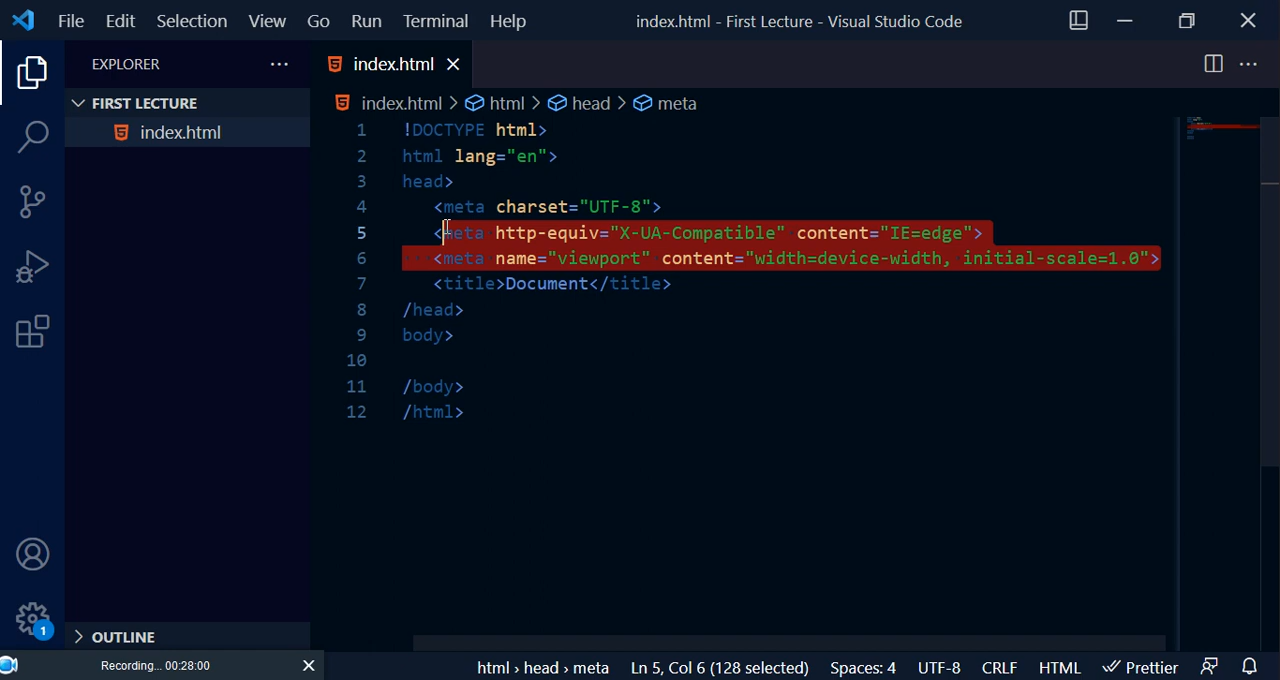 File Edit Selection View Go Run Terminal Help index.html - First Lecture - Visual Studio Code
EXPLORER ··· index.html
FIRST LECTURE
index.html
index.html > html > head > meta
1 !DOCTYPE html>
2 html lang="en">
3 head>
4 <meta charset="UTF-8">
5 <meta http-equiv="X-UA-Compatible" content="IE=edge">
6 <meta name="viewport" content="width=device-width, initial-scale=1.0">
7 <title>Document</title>
8 /head>
9 body>
10
11 /body>
12 /html>
1
OUTLINE
Recording... 00:28:00
html › head › meta Ln 5, Col 6 (128 selected) Spaces: 4 UTF-8 CRLF HTML Prettier